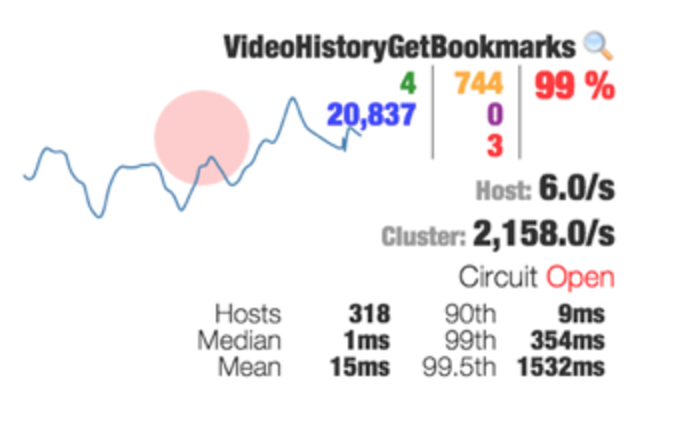 VideoHistoryGetBookmarks
4 744 99 %
20,837 0
3
Host: 6.0/s
Cluster: 2,158.0/s
Circuit Open
Hosts 318 90th 9ms
Median 1ms 99th 354ms
Mean 15ms 99.5th 1532ms